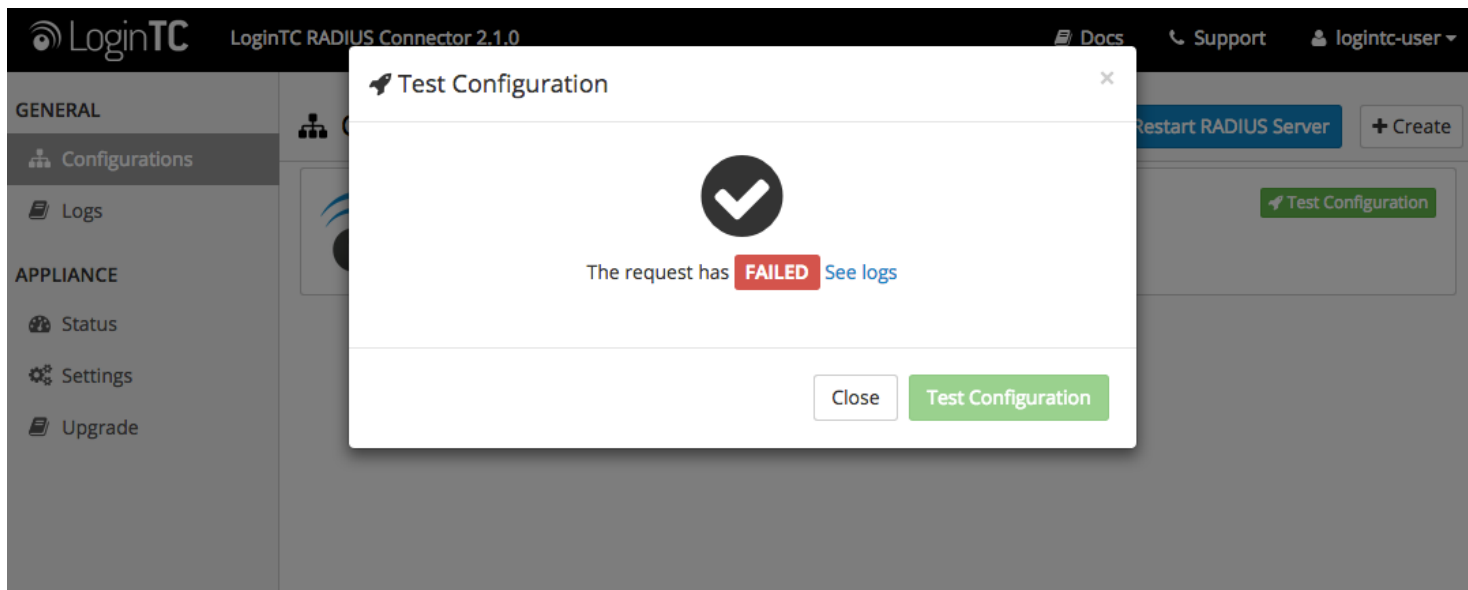 LoginTC
LoginTC RADIUS Connector 2.1.0
Docs
Support
logintc-user
GENERAL
Configurations
Logs
APPLIANCE
Status
Settings
Upgrade
Restart RADIUS Server
+ Create
Test Configuration
Test Configuration
×
The request has FAILED See logs
Close
Test Configuration